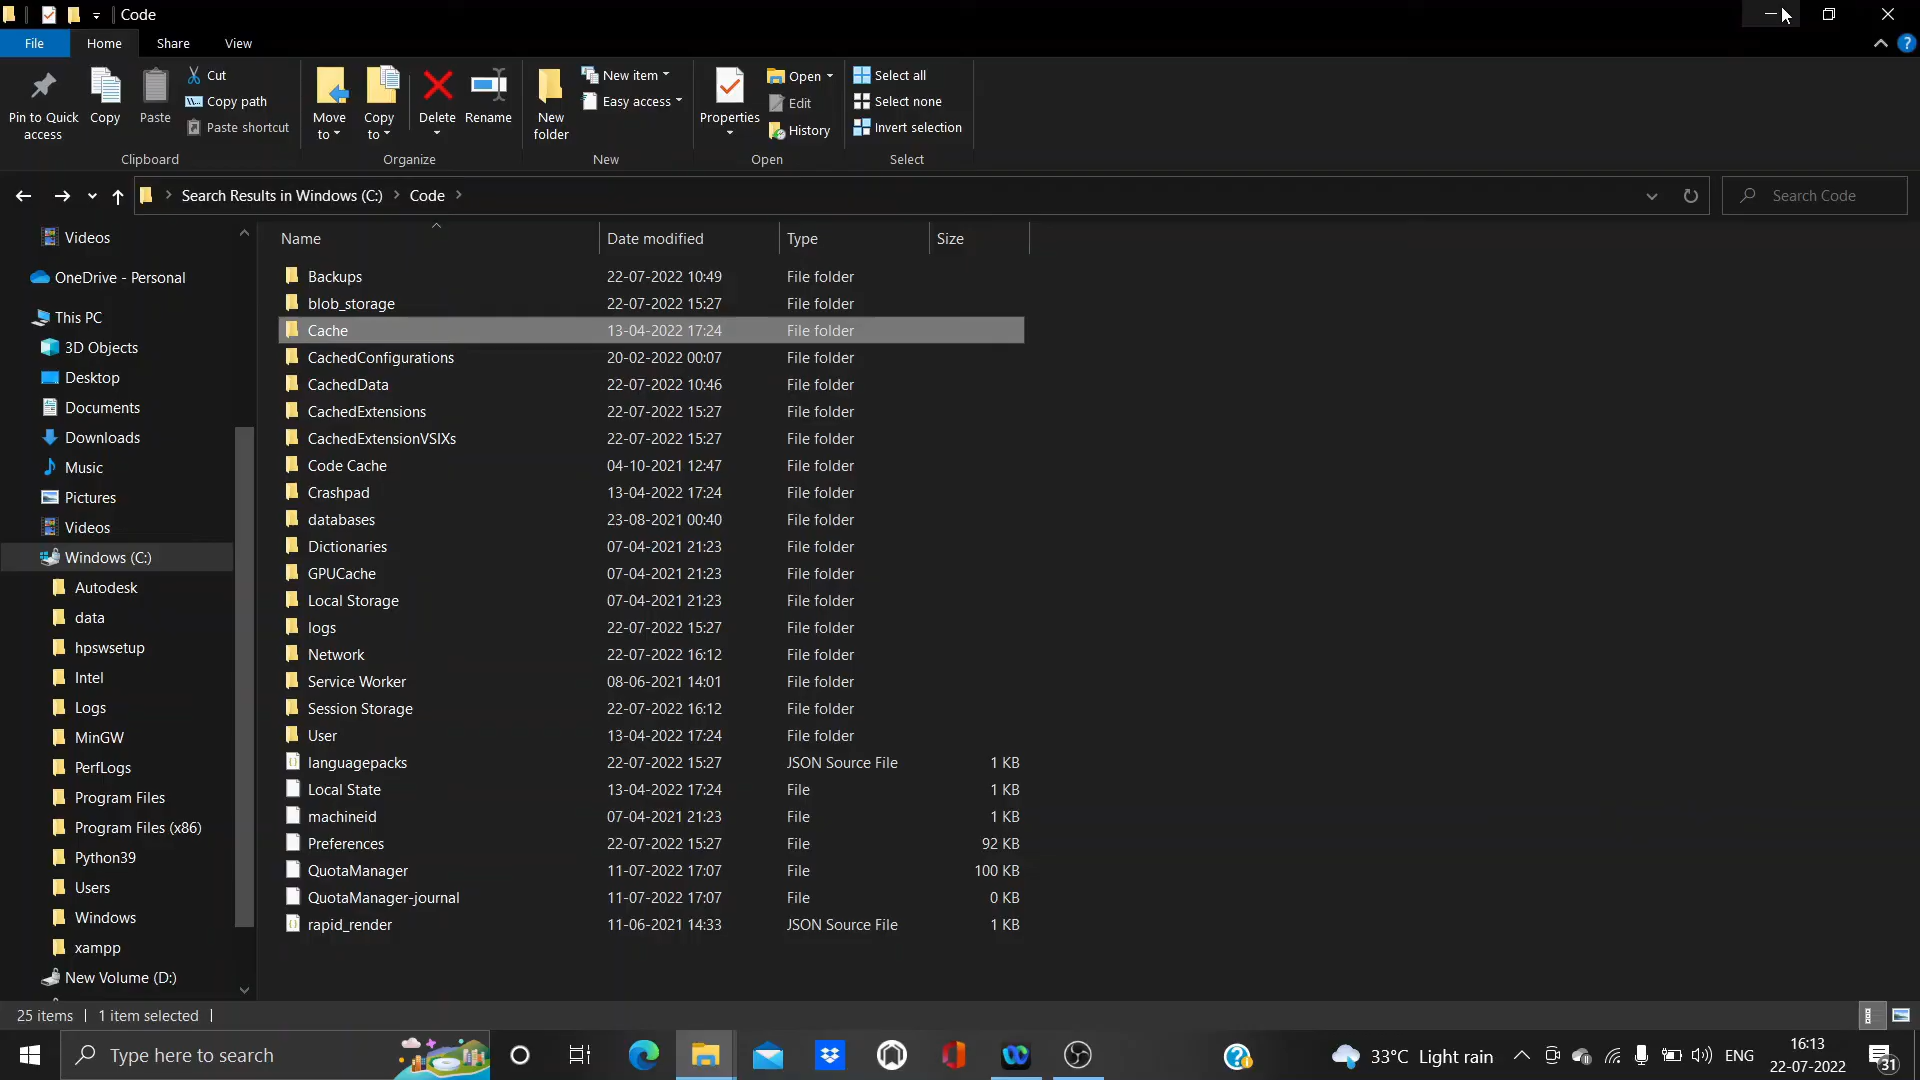 Code
File Home Share View
Pin to Quick access
Copy
Paste
Cut
Copy path
Paste shortcut
Clipboard
Move to
Copy to
Delete
Rename
Organize
New folder
New item
Easy access
New
Properties
Open
Edit
History
Open
Select all
Select none
Invert selection
Select
Search Results in Windows (C:) Code
Search Code
Videos
OneDrive - Personal
This PC
3D Objects
Desktop
Documents
Downloads
Music
Pictures
Videos
Windows (C:)
Autodesk
data
hpswsetup
Intel
Logs
MinGW
PerfLogs
Program Files
Program Files (x86)
Python39
Users
Windows
xampp
New Volume (D:)
Name Date modified Type Size
Backups 22-07-2022 10:49 File folder
blob_storage 22-07-2022 15:27 File folder
Cache 13-04-2022 17:24 File folder
CachedConfigurations 20-02-2022 00:07 File folder
CachedData 22-07-2022 10:46 File folder
CachedExtensions 22-07-2022 15:27 File folder
CachedExtensionVSIXs 22-07-2022 15:27 File folder
Code Cache 04-10-2021 12:47 File folder
Crashpad 13-04-2022 17:24 File folder
databases 23-08-2021 00:40 File folder
Dictionaries 07-04-2021 21:23 File folder
GPUCache 07-04-2021 21:23 File folder
Local Storage 07-04-2021 21:23 File folder
logs 22-07-2022 15:27 File folder
Network 22-07-2022 16:12 File folder
Service Worker 08-06-2021 14:01 File folder
Session Storage 22-07-2022 16:12 File folder
User 13-04-2022 17:24 File folder
languagepacks 22-07-2022 15:27 JSON Source File 1 KB
Local State 13-04-2022 17:24 File 1 KB
machineid 07-04-2021 21:23 File 1 KB
Preferences 22-07-2022 15:27 File 92 KB
QuotaManager 11-07-2022 17:07 File 100 KB
QuotaManager-journal 11-07-2022 17:07 File 0 KB
rapid_render 11-06-2021 14:33 JSON Source File 1 KB
25 items 1 item selected
Type here to search
33°C Light rain
ENG
16:13
22-07-2022
31